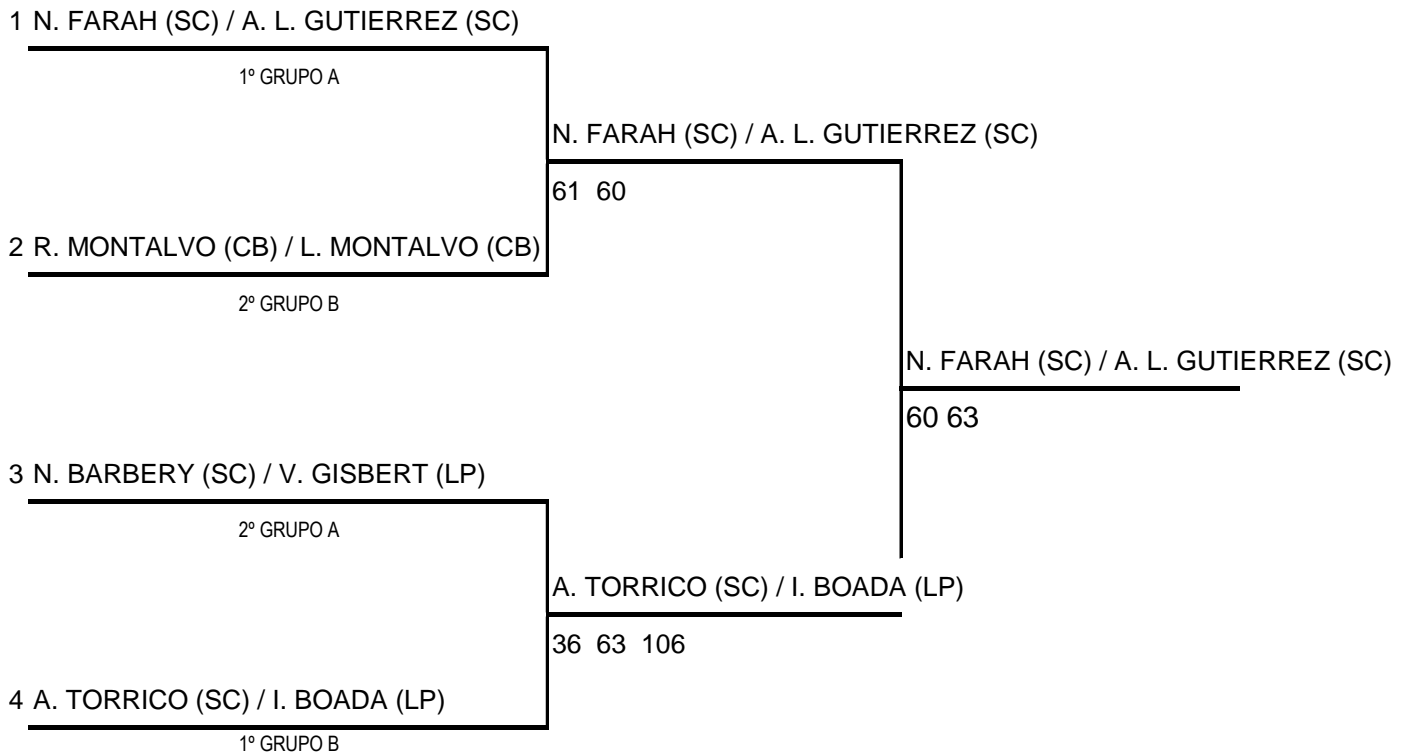 1 N. FARAH (SC) / A. L. GUTIERREZ (SC)
1º GRUPO A
N. FARAH (SC) / A. L. GUTIERREZ (SC)
61 60
2 R. MONTALVO (CB) / L. MONTALVO (CB)
2º GRUPO B
N. FARAH (SC) / A. L. GUTIERREZ (SC)
60 63
3 N. BARBERY (SC) / V. GISBERT (LP)
2º GRUPO A
A. TORRICO (SC) / I. BOADA (LP)
36 63 106
4 A. TORRICO (SC) / I. BOADA (LP)
1º GRUPO B